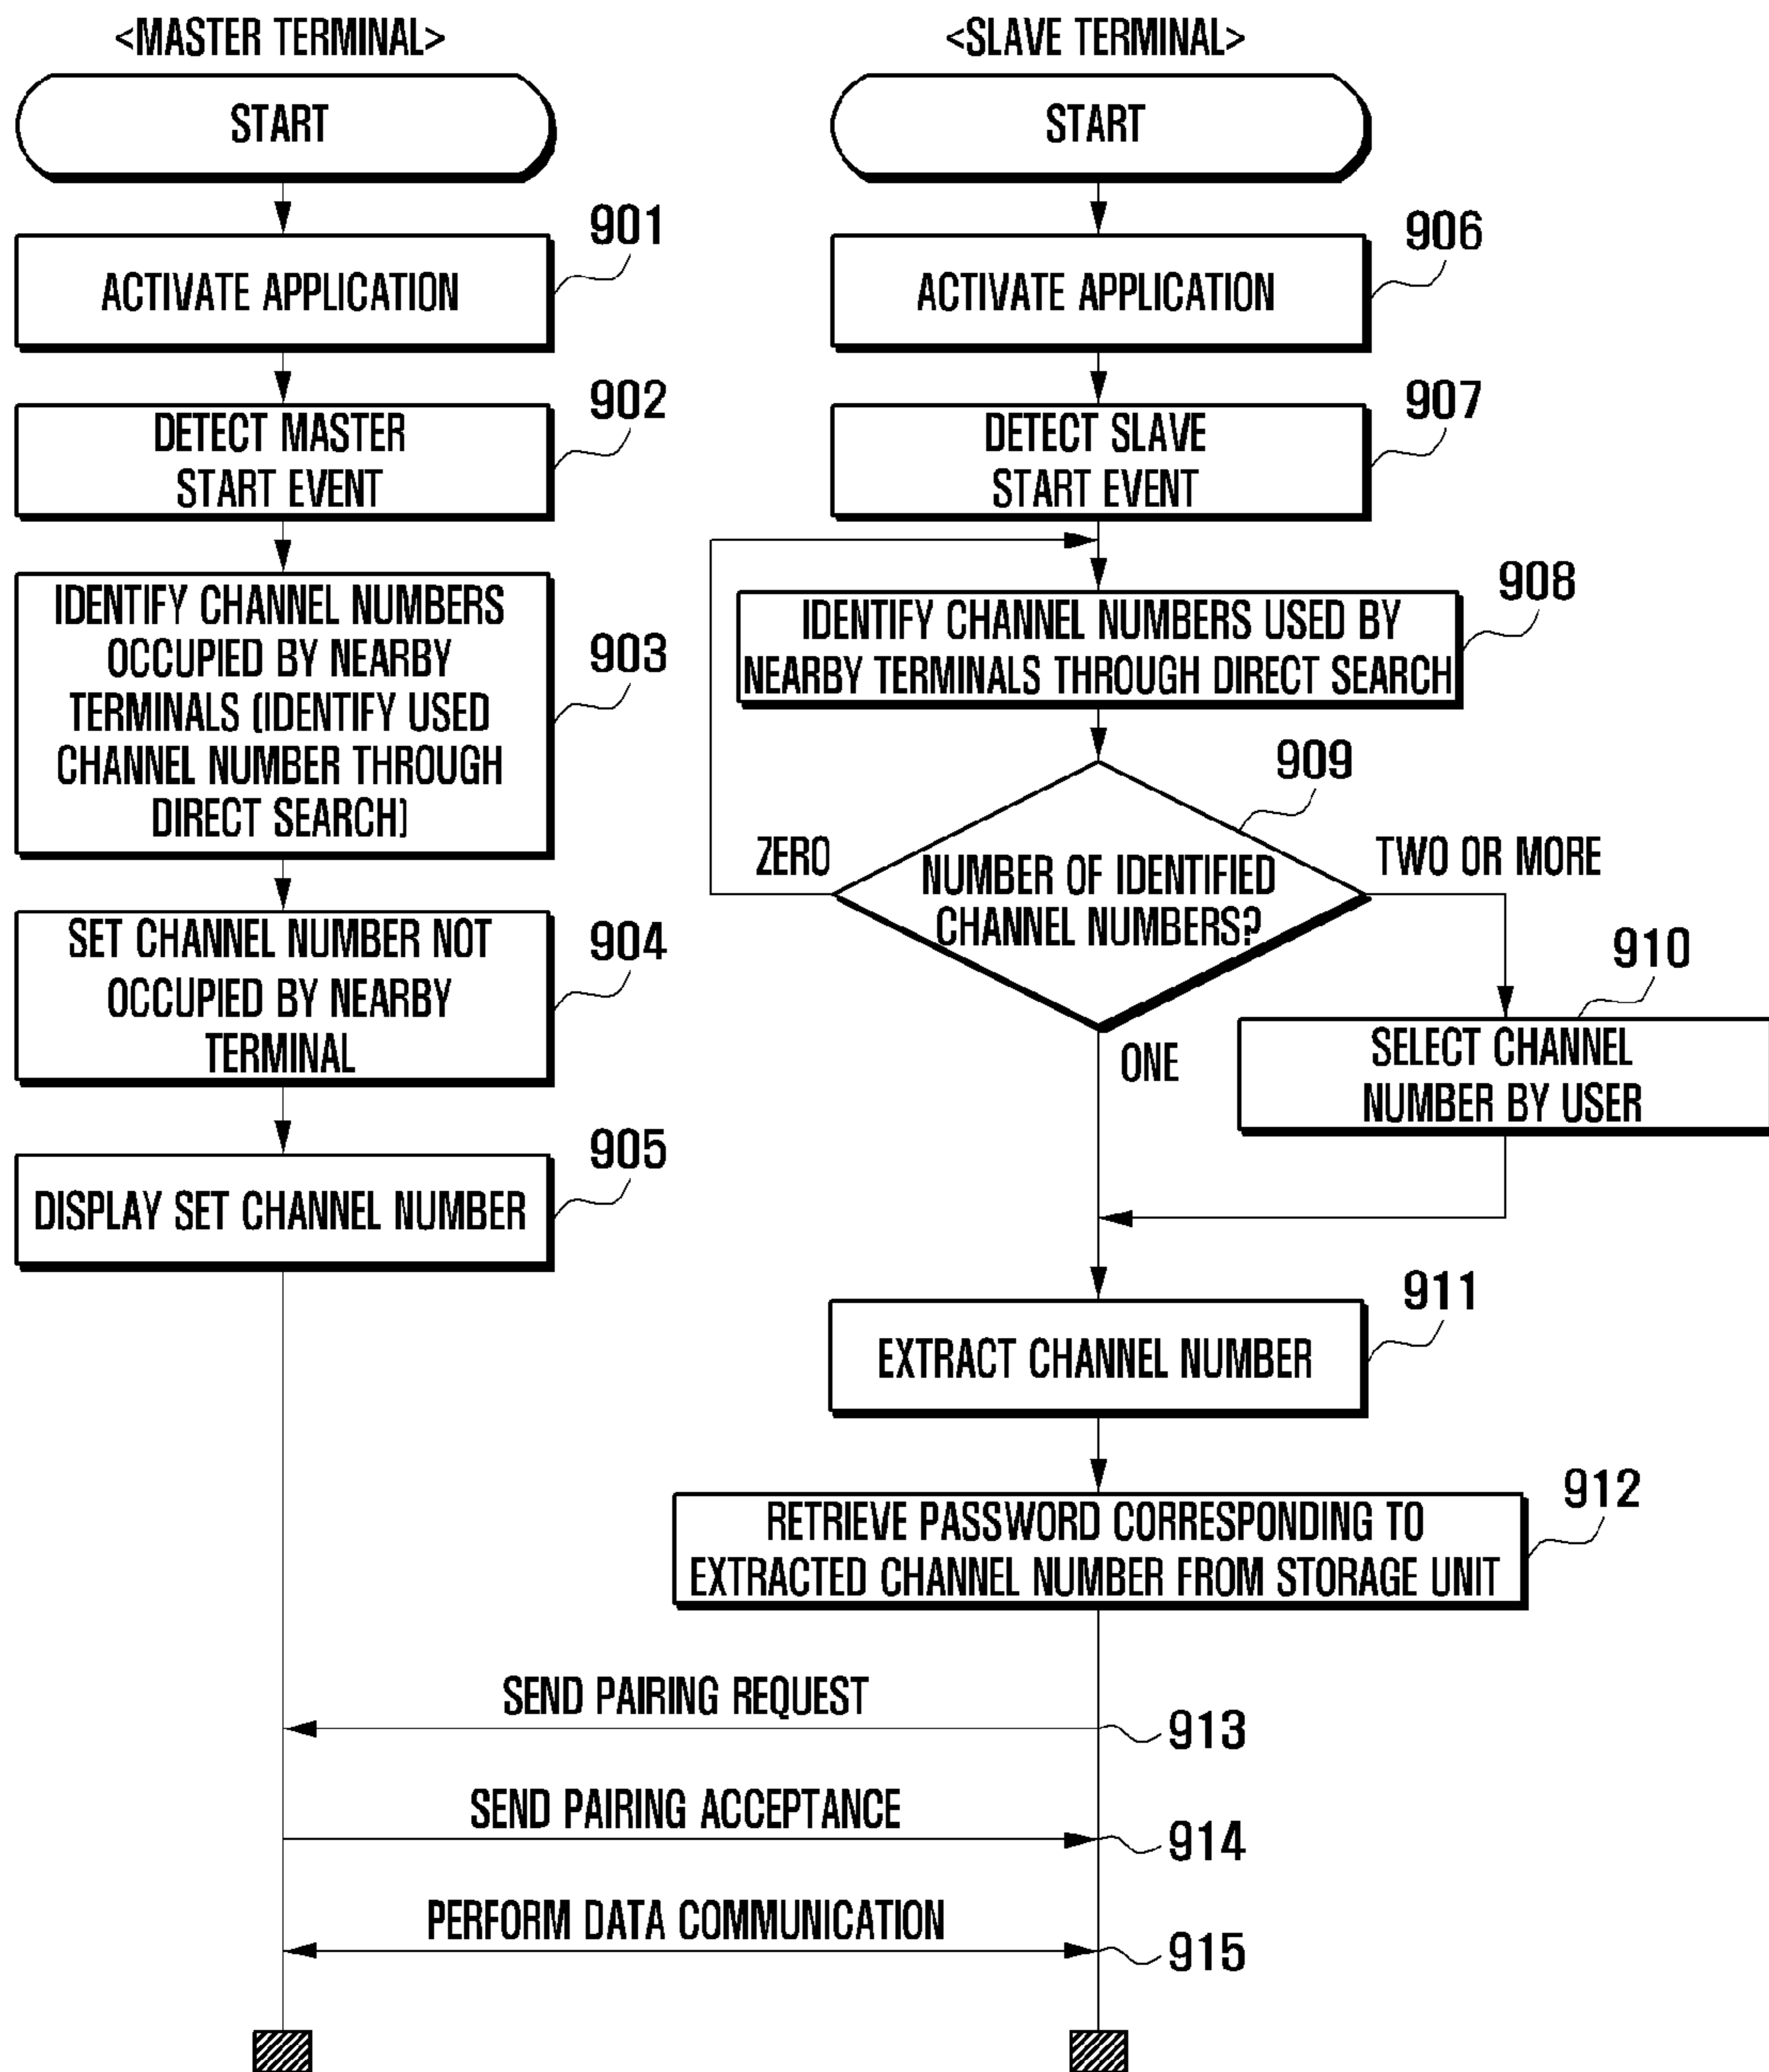 <MASTER TERMINAL>
START
901
ACTIVATE APPLICATION
902
DETECT MASTER
START EVENT
903
IDENTIFY CHANNEL NUMBERS
OCCUPIED BY NEARBY
TERMINALS (IDENTIFY USED
CHANNEL NUMBER THROUGH
DIRECT SEARCH)
904
SET CHANNEL NUMBER NOT
OCCUPIED BY NEARBY
TERMINAL
905
DISPLAY SET CHANNEL NUMBER
<SLAVE TERMINAL>
START
906
ACTIVATE APPLICATION
907
DETECT SLAVE
START EVENT
908
IDENTIFY CHANNEL NUMBERS USED BY
NEARBY TERMINALS THROUGH DIRECT SEARCH
909
ZERO
NUMBER OF IDENTIFIED
CHANNEL NUMBERS?
TWO OR MORE
910
SELECT CHANNEL
NUMBER BY USER
ONE
911
EXTRACT CHANNEL NUMBER
912
RETRIEVE PASSWORD CORRESPONDING TO
EXTRACTED CHANNEL NUMBER FROM STORAGE UNIT
SEND PAIRING REQUEST
913
SEND PAIRING ACCEPTANCE
914
PERFORM DATA COMMUNICATION
915